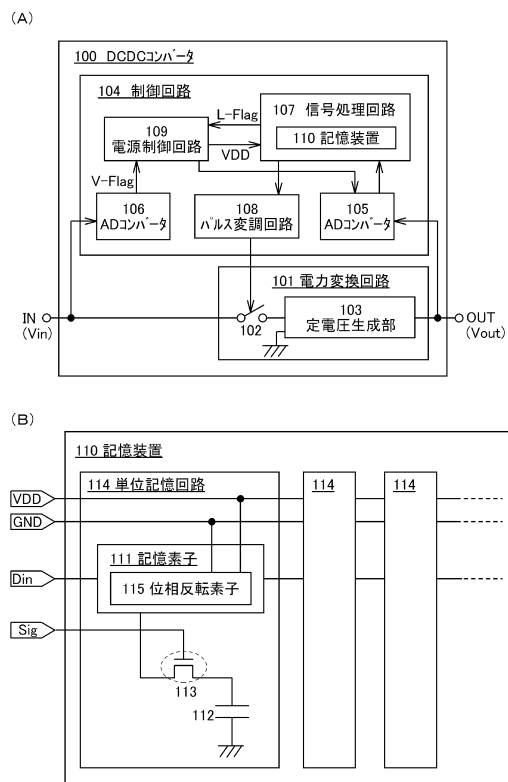 (A)
100 DCDCコンバータ
104 制御回路
L-Flag
107 信号処理回路
110 記憶装置
109
電源制御回路
VDD
V-Flag
106
ADコンバータ
108
パルス変調回路
105
ADコンバータ
101 電力変換回路
IN
(Vin)
102
103
定電圧生成部
OUT
(Vout)
(B)
110 記憶装置
114 単位記憶回路
114
114
VDD
GND
111 記憶素子
Din
115 位相反転素子
Sig
113
112